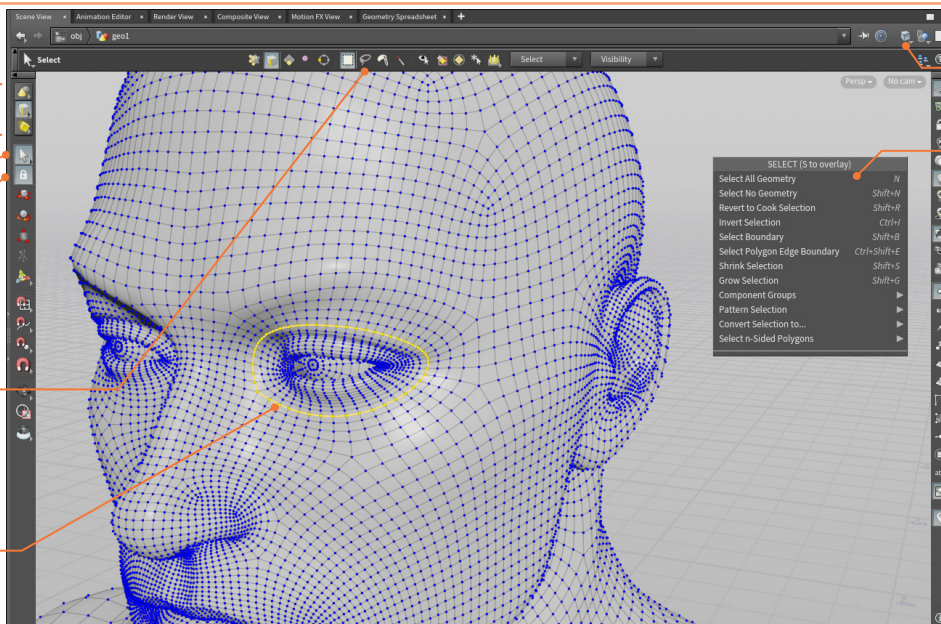 Scene View × Animation Editor × Render View × Composite View × Motion FX View × Geometry Spreadsheet × +
obj geo1
Select Select Visibility
Persp No cam
SELECT (S to overlay)
Select All Geometry N
Select No Geometry Shift+N
Revert to Cook Selection Shift+R
Invert Selection Ctrl+I
Select Boundary Shift+B
Select Polygon Edge Boundary Ctrl+Shift+E
Shrink Selection Shift+S
Grow Selection Shift+G
Component Groups
Pattern Selection
Convert Selection to...
Select n-Sided Polygons